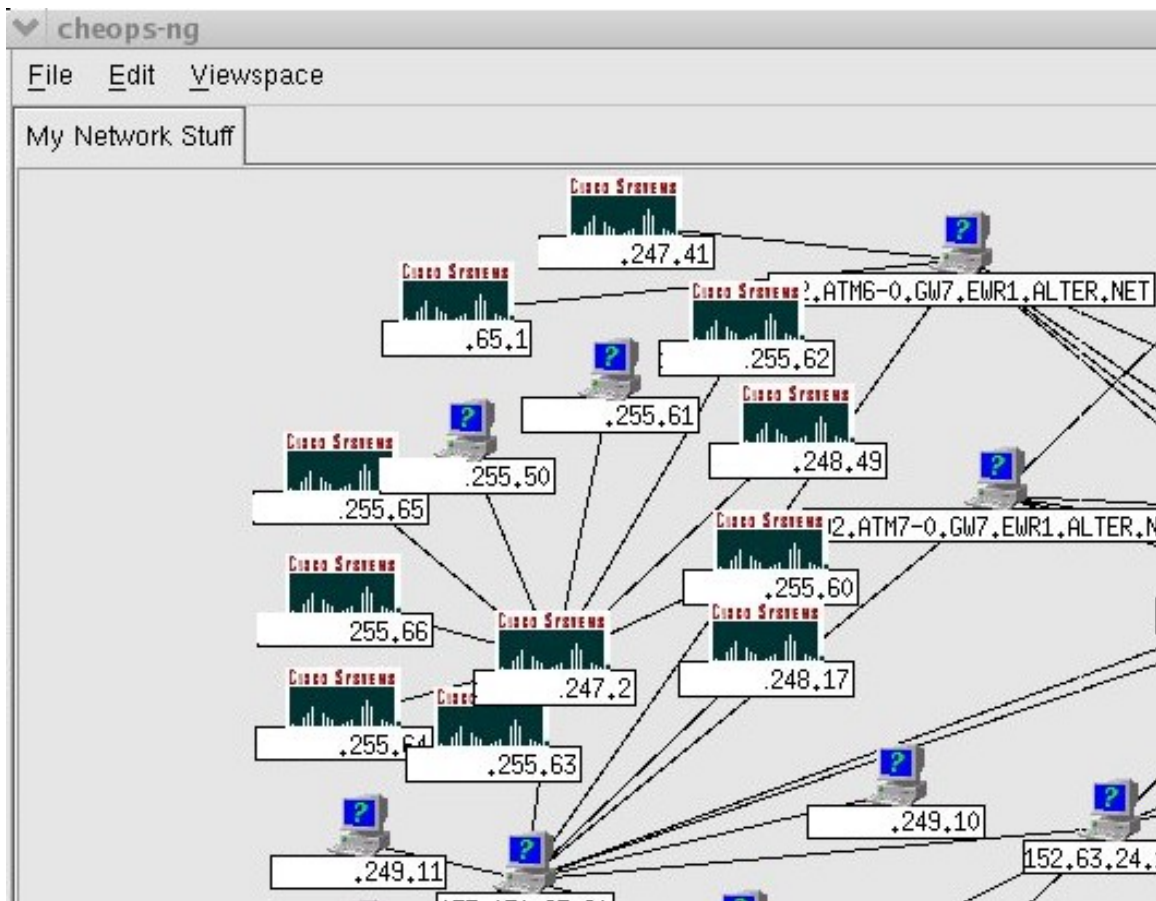 cheops-ng
File Edit Viewspace
My Network Stuff
CISCO SYSTEMS
.247.41
?
2.ATM6-0.GW7.EWR1.ALTER.NET
CISCO SYSTEMS
.65.1
CISCO SYSTEMS
.255.62
?
.255.61
CISCO SYSTEMS
.248.49
?
.255.50
CISCO SYSTEMS
.255.65
?
2.ATM7-0.GW7.EWR1.ALTER.N
CISCO SYSTEMS
.255.60
CISCO SYSTEMS
255.66
CISCO SYSTEMS
.247.2
CISCO SYSTEMS
.248.17
CISCO SYSTEMS
.255.64
.255.63
?
.249.10
?
152.63.24.
?
.249.11
?